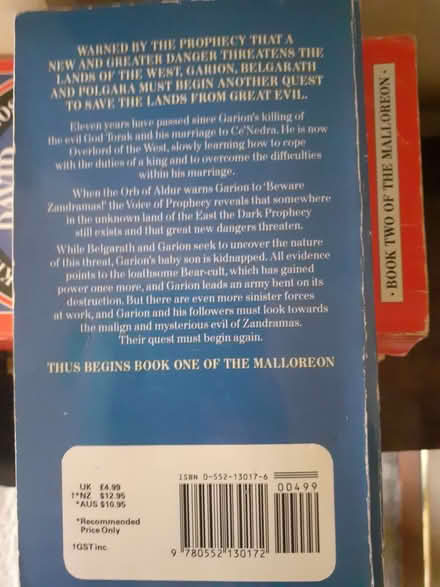 WARNED BY THE PROPHECY THAT A
NEW AND GREATER DANGER THREATENS THE
LANDS OF THE WEST, GARION, BELGARATH
AND POLGARA MUST BEGIN ANOTHER QUEST
TO SAVE THE LANDS FROM GREAT EVIL.
Eleven years have passed since Garion's killing of
the evil God Torak and his marriage to Ce'Nedra. He is now
Overlord of the West, slowly learning how to cope
with the duties of a king and to overcome the difficulties
within his marriage.
When the Orb of Aldur warns Garion to 'Beware
Zandramas!' the Voice of Prophecy reveals that somewhere
in the unknown land of the East the Dark Prophecy
still exists and that great new dangers threaten.
While Belgarath and Garion seek to uncover the nature
of this threat, Garion's baby son is kidnapped. All evidence
points to the loathsome Bear-cult, which has gained
power once more, and Garion leads an army bent on its
destruction. But there are even more sinister forces
at work, and Garion and his followers must look towards
the malign and mysterious evil of Zandramas.
Their quest must begin again.
THUS BEGINS BOOK ONE OF THE MALLOREON
UK £4.99
†*NZ $12.95
*AUS $10.95
*Recommended
Price Only
†GST inc.
ISBN 0-552-13017-6
00499
9 780552 130172
· BOOK TWO OF THE MALLOREON ·
DAVID